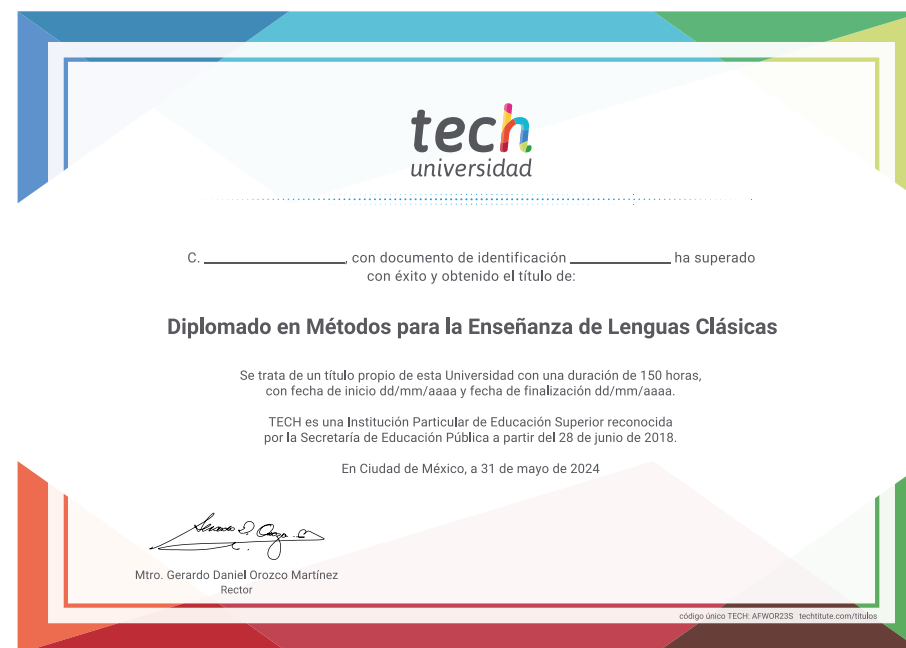 tech
universidad
C. ____________, con documento de identificación ____________ ha superado
con éxito y obtenido el título de:
Diplomado en Métodos para la Enseñanza de Lenguas Clásicas
Se trata de un título propio de esta Universidad con una duración de 150 horas,
con fecha de inicio dd/mm/aaaa y fecha de finalización dd/mm/aaaa.
TECH es una Institución Particular de Educación Superior reconocida
por la Secretaría de Educación Pública a partir del 28 de junio de 2018.
En Ciudad de México, a 31 de mayo de 2024
Mtro. Gerardo Daniel Orozco Martínez
Rector
código único TECH: AFWOR23S techtitute.com/titulos